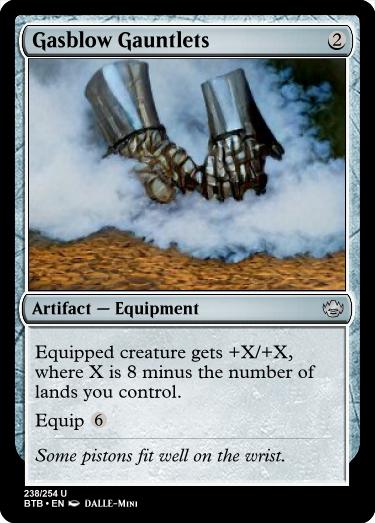 Gasblow Gauntlets 2
Artifact — Equipment
Equipped creature gets +X/+X,
where X is 8 minus the number of
lands you control.
Equip 6
Some pistons fit well on the wrist.
238/254 U
BTB • EN DALLE-Mini